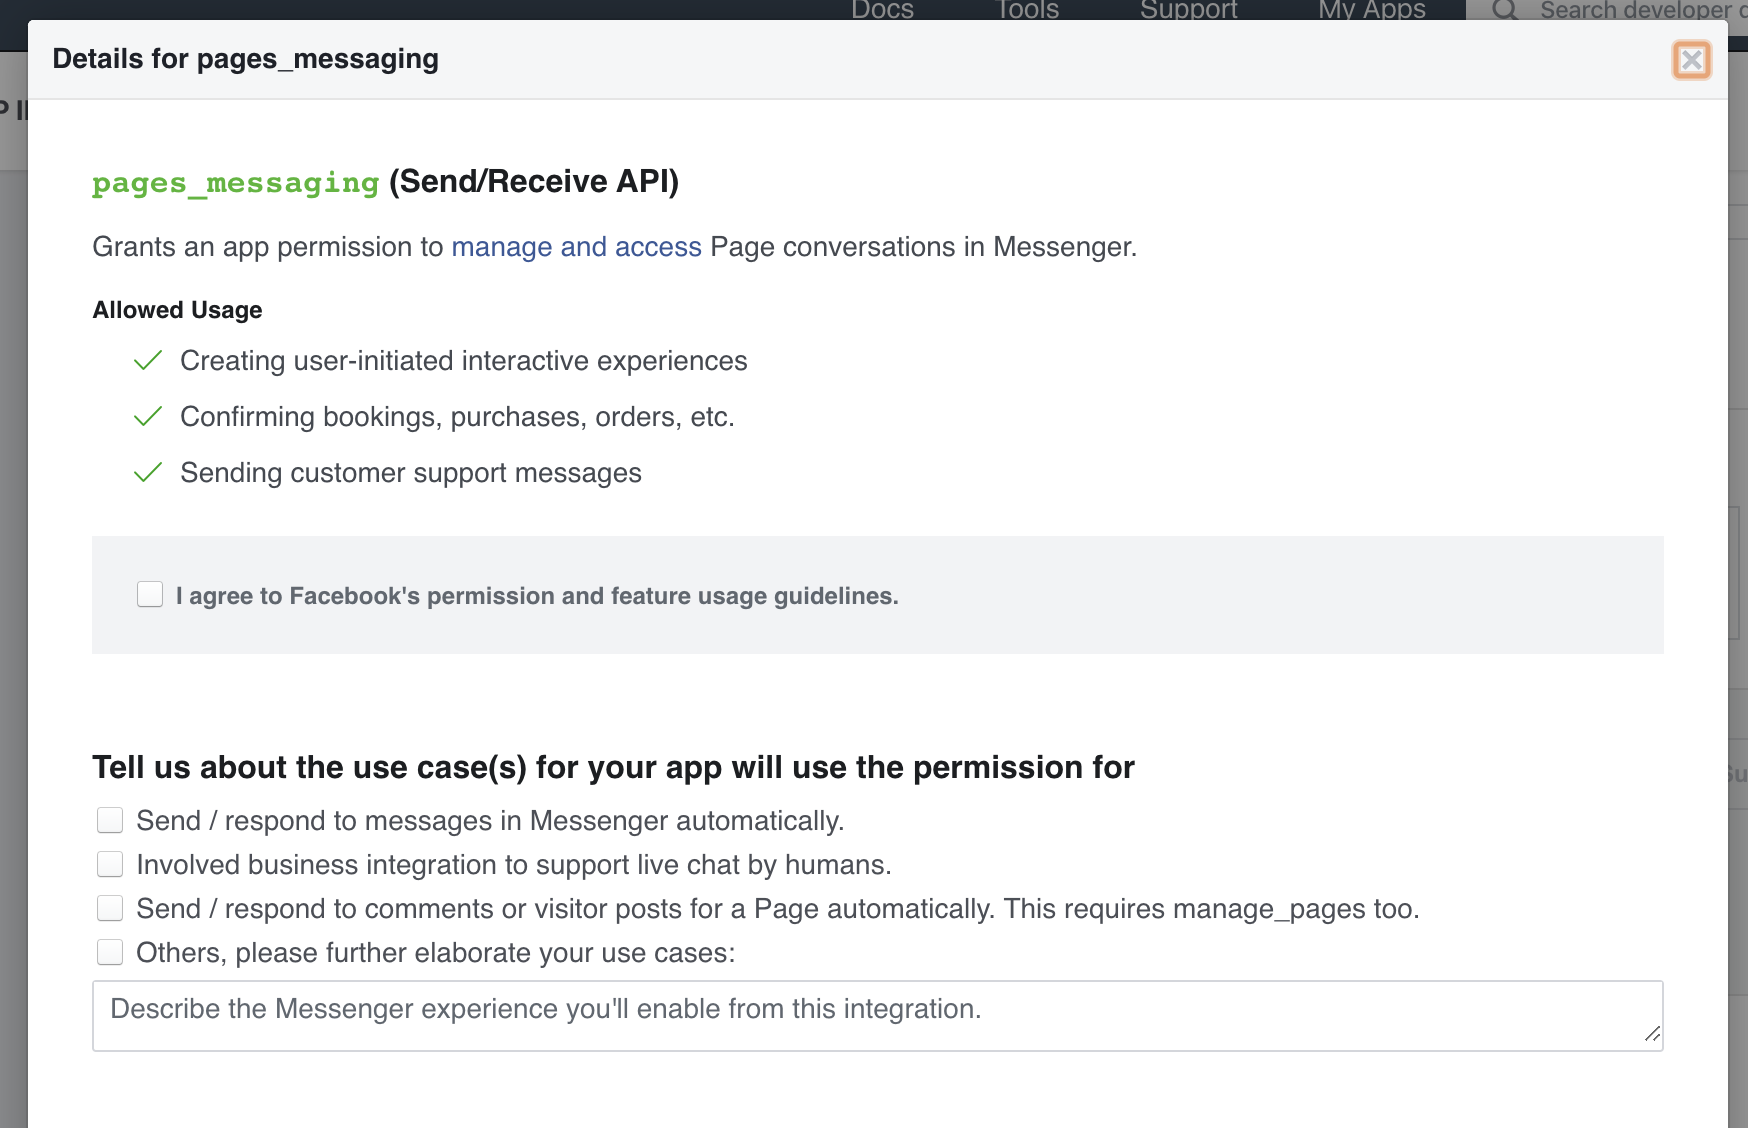 Docs Tools Support My Apps Search developer
Details for pages_messaging
pages_messaging (Send/Receive API)
Grants an app permission to manage and access Page conversations in Messenger.
Allowed Usage
Creating user-initiated interactive experiences
Confirming bookings, purchases, orders, etc.
Sending customer support messages
I agree to Facebook's permission and feature usage guidelines.
Tell us about the use case(s) for your app will use the permission for
Send / respond to messages in Messenger automatically.
Involved business integration to support live chat by humans.
Send / respond to comments or visitor posts for a Page automatically. This requires manage_pages too.
Others, please further elaborate your use cases:
Describe the Messenger experience you'll enable from this integration.